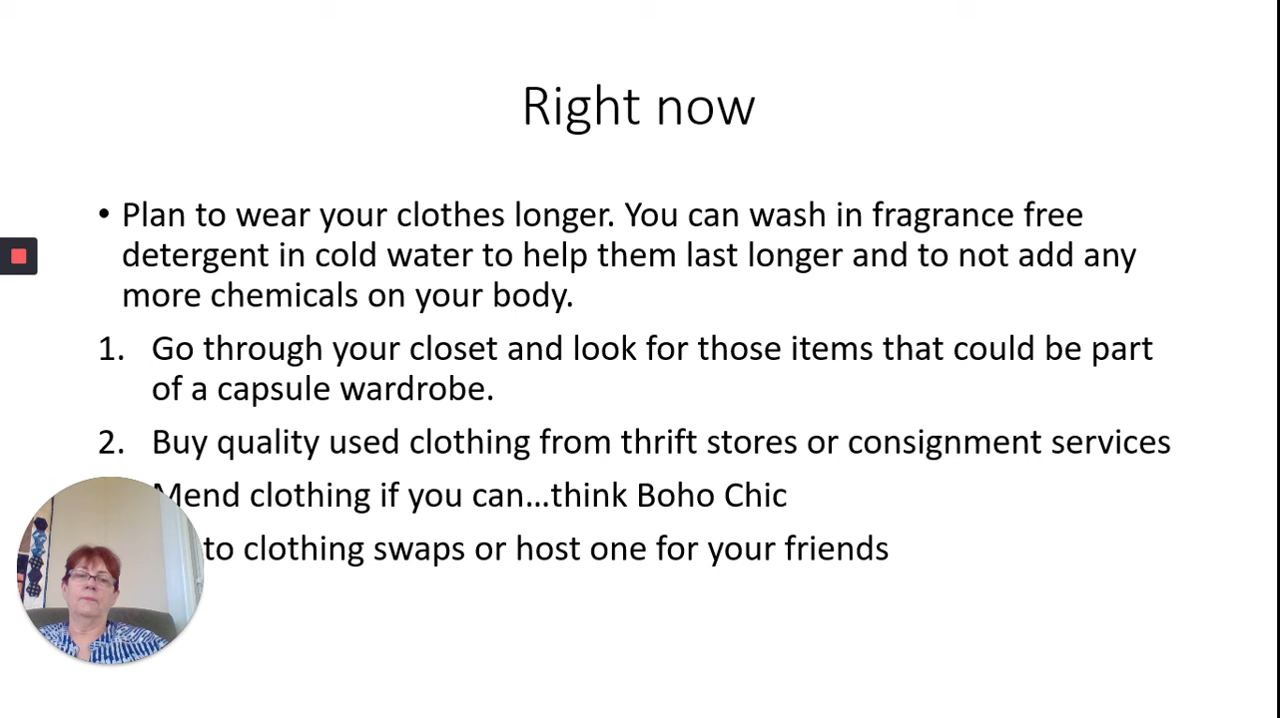 Right now
• Plan to wear your clothes longer. You can wash in fragrance free
detergent in cold water to help them last longer and to not add any
more chemicals on your body.
1. Go through your closet and look for those items that could be part
of a capsule wardrobe.
2. Buy quality used clothing from thrift stores or consignment services
Mend clothing if you can...think Boho Chic
to clothing swaps or host one for your friends